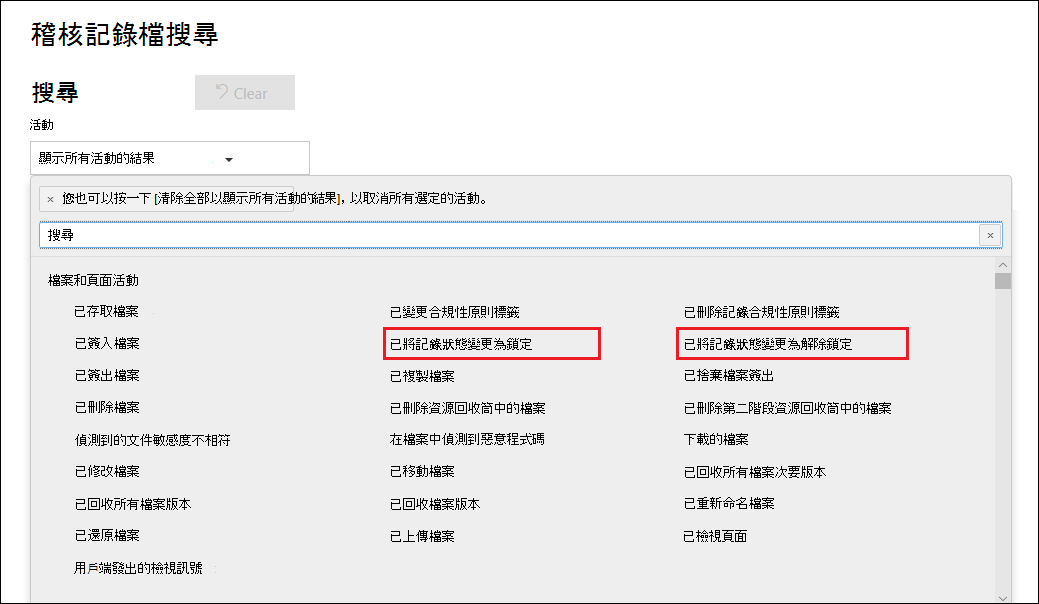 稽核記錄檔搜尋
搜尋
Clear
活動
顯示所有活動的結果
× 您也可以按一下 [清除全部以顯示所有活動的結果]，以取消所有選定的活動。
搜尋 ×
檔案和頁面活動
已存取檔案 已變更合規性原則標籤 已刪除記錄合規性原則標籤
已簽入檔案 已將記錄狀態變更為鎖定 已將記錄狀態變更為解除鎖定
已簽出檔案 已複製檔案 已捨棄檔案簽出
已刪除檔案 已刪除資源回收筒中的檔案 已刪除第二階段資源回收筒中的檔案
偵測到的文件敏感度不相符 在檔案中偵測到惡意程式碼 下載的檔案
已修改檔案 已移動檔案 已回收所有檔案次要版本
已回收所有檔案版本 已回收檔案版本 已重新命名檔案
已還原檔案 已上傳檔案 已檢視頁面
用戶端發出的檢視訊號